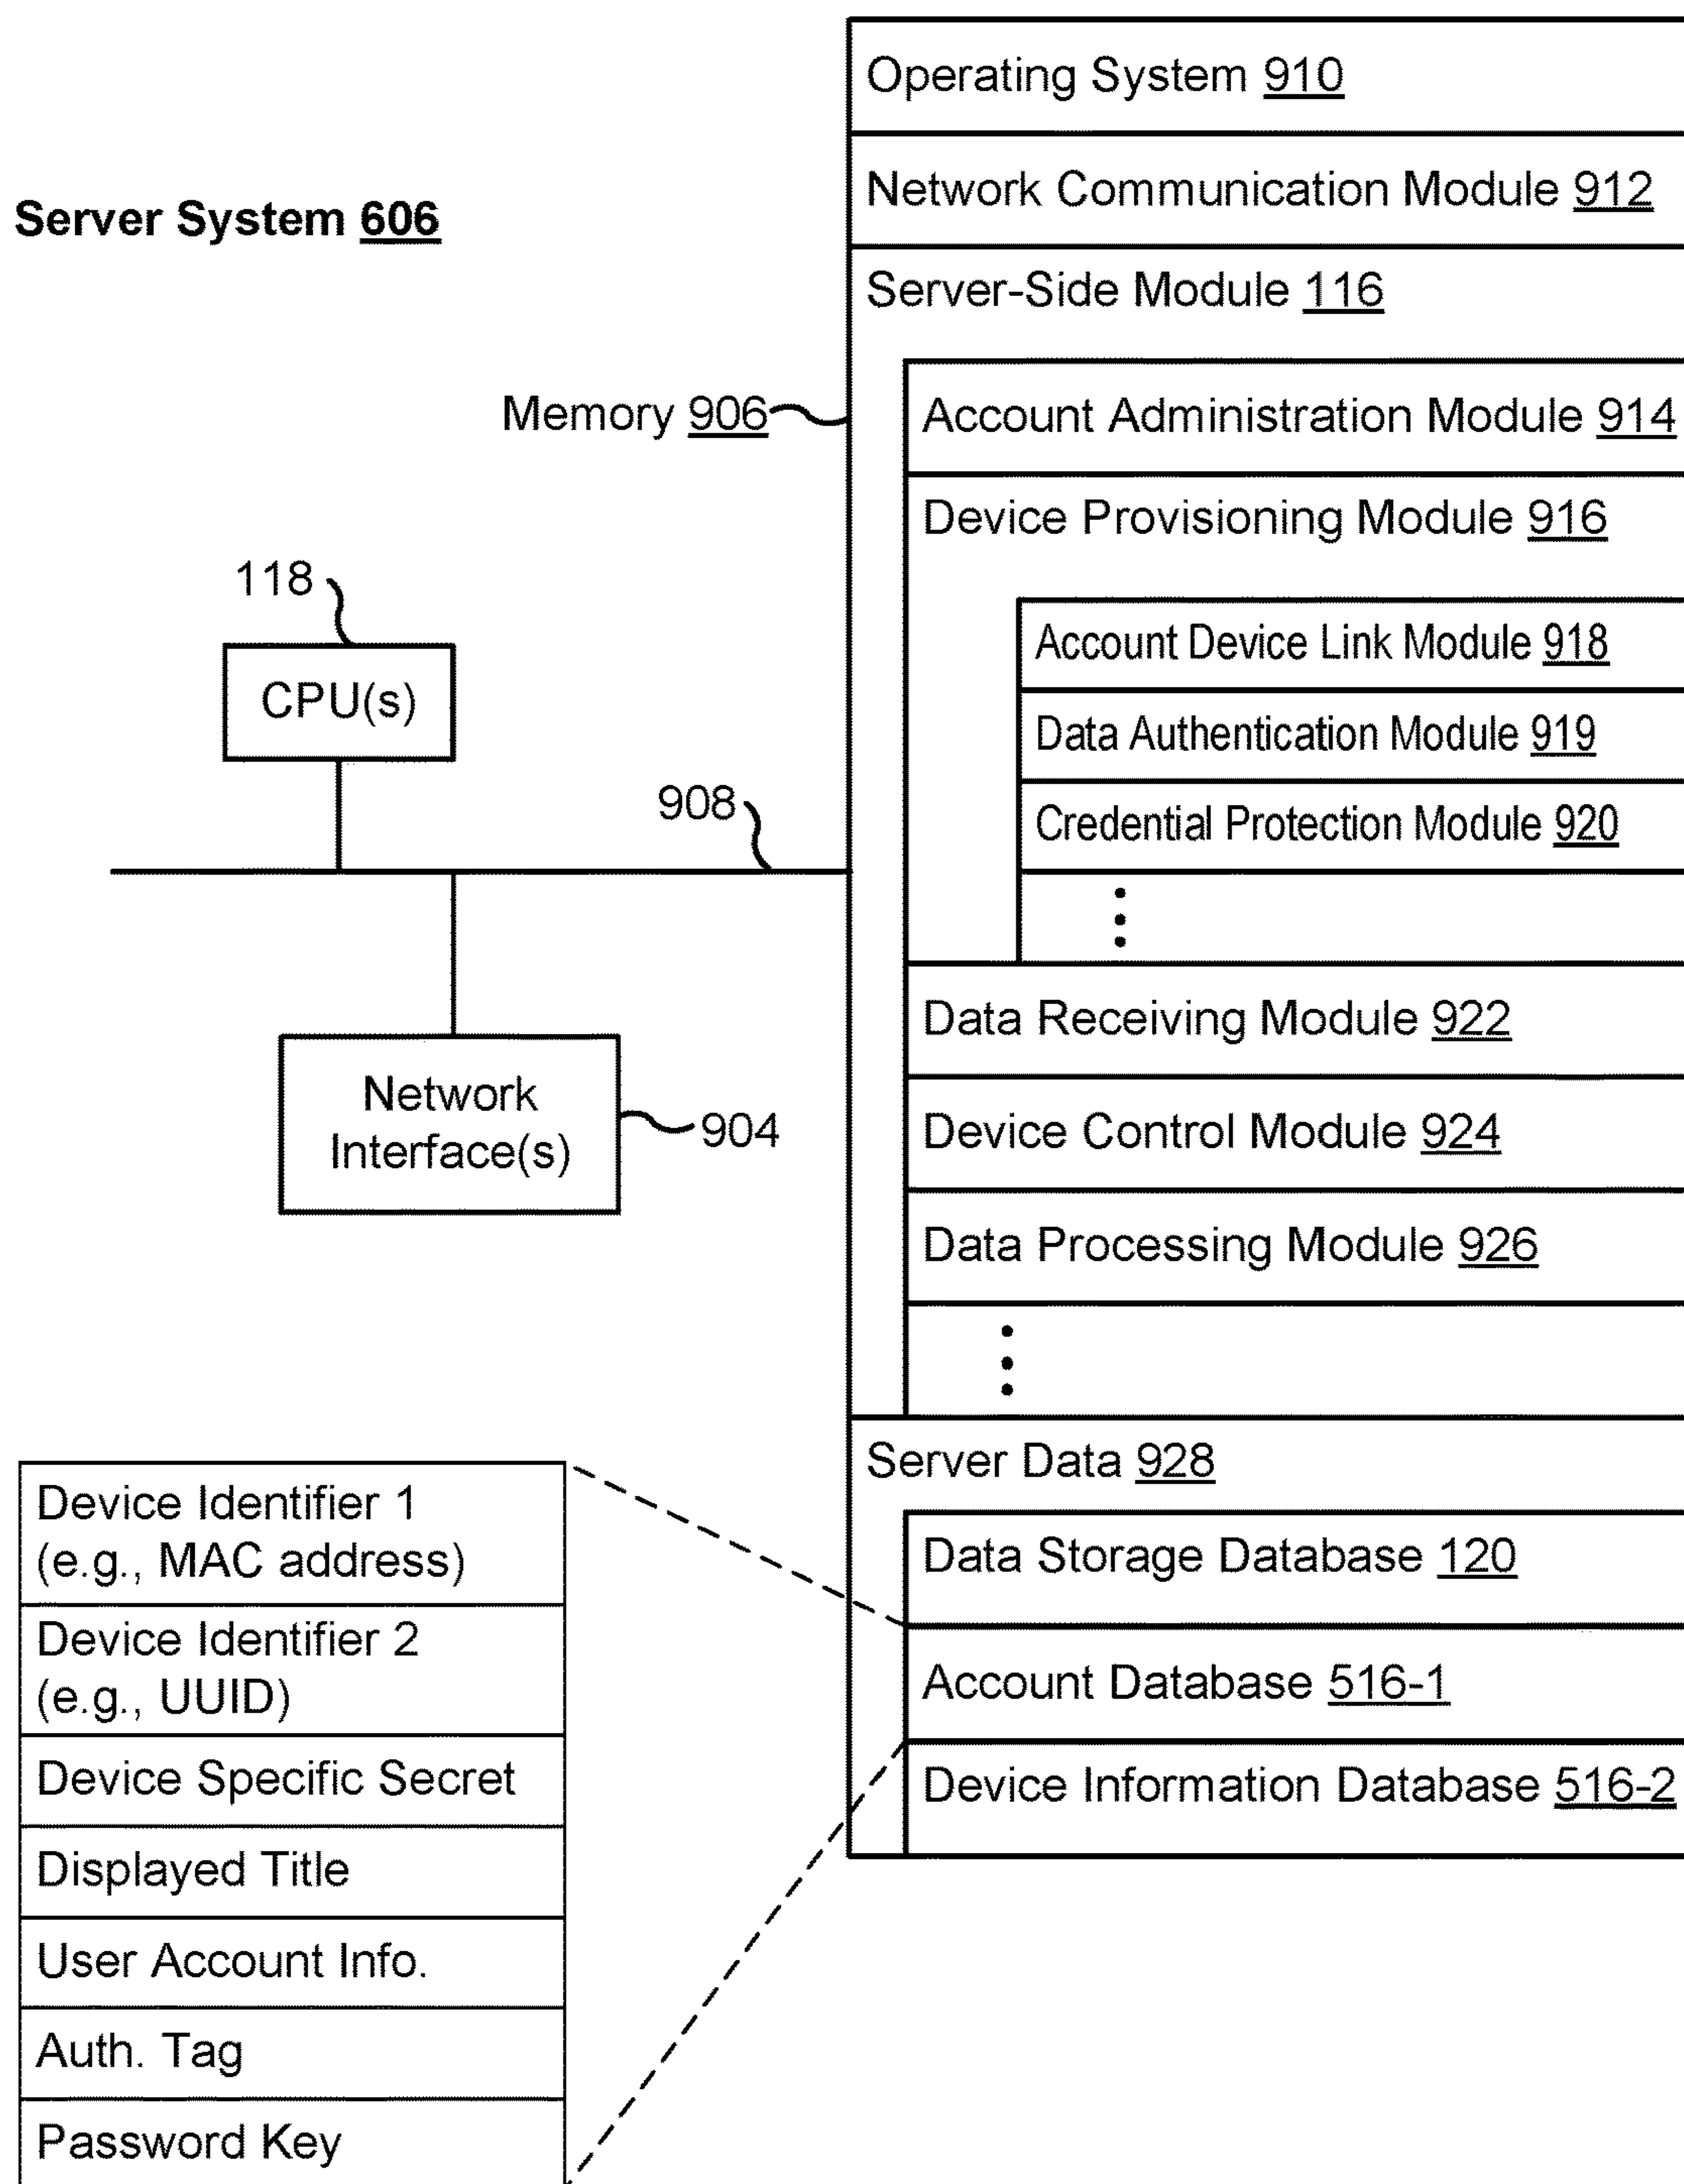 Server System 606
Operating System 910
Network Communication Module 912
Server-Side Module 116
Memory 906
Account Administration Module 914
Device Provisioning Module 916
Account Device Link Module 918
Data Authentication Module 919
Credential Protection Module 920
118
CPU(s)
908
Network
Interface(s)
904
Data Receiving Module 922
Device Control Module 924
Data Processing Module 926
Server Data 928
Data Storage Database 120
Account Database 516-1
Device Information Database 516-2
Device Identifier 1
(e.g., MAC address)
Device Identifier 2
(e.g., UUID)
Device Specific Secret
Displayed Title
User Account Info.
Auth. Tag
Password Key